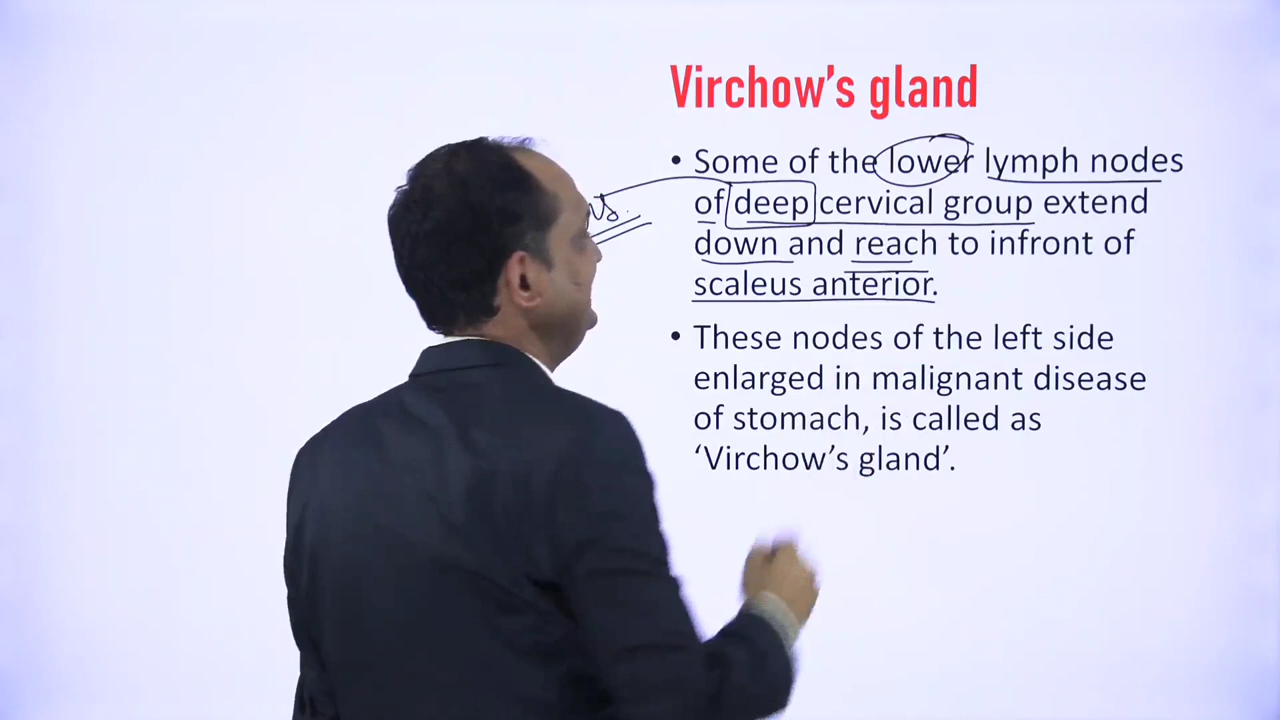 Virchow's gland
• Some of the lower lymph nodes
of deep cervical group extend
down and reach to infront of
scaleus anterior.
• These nodes of the left side
enlarged in malignant disease
of stomach, is called as
‘Virchow’s gland’.